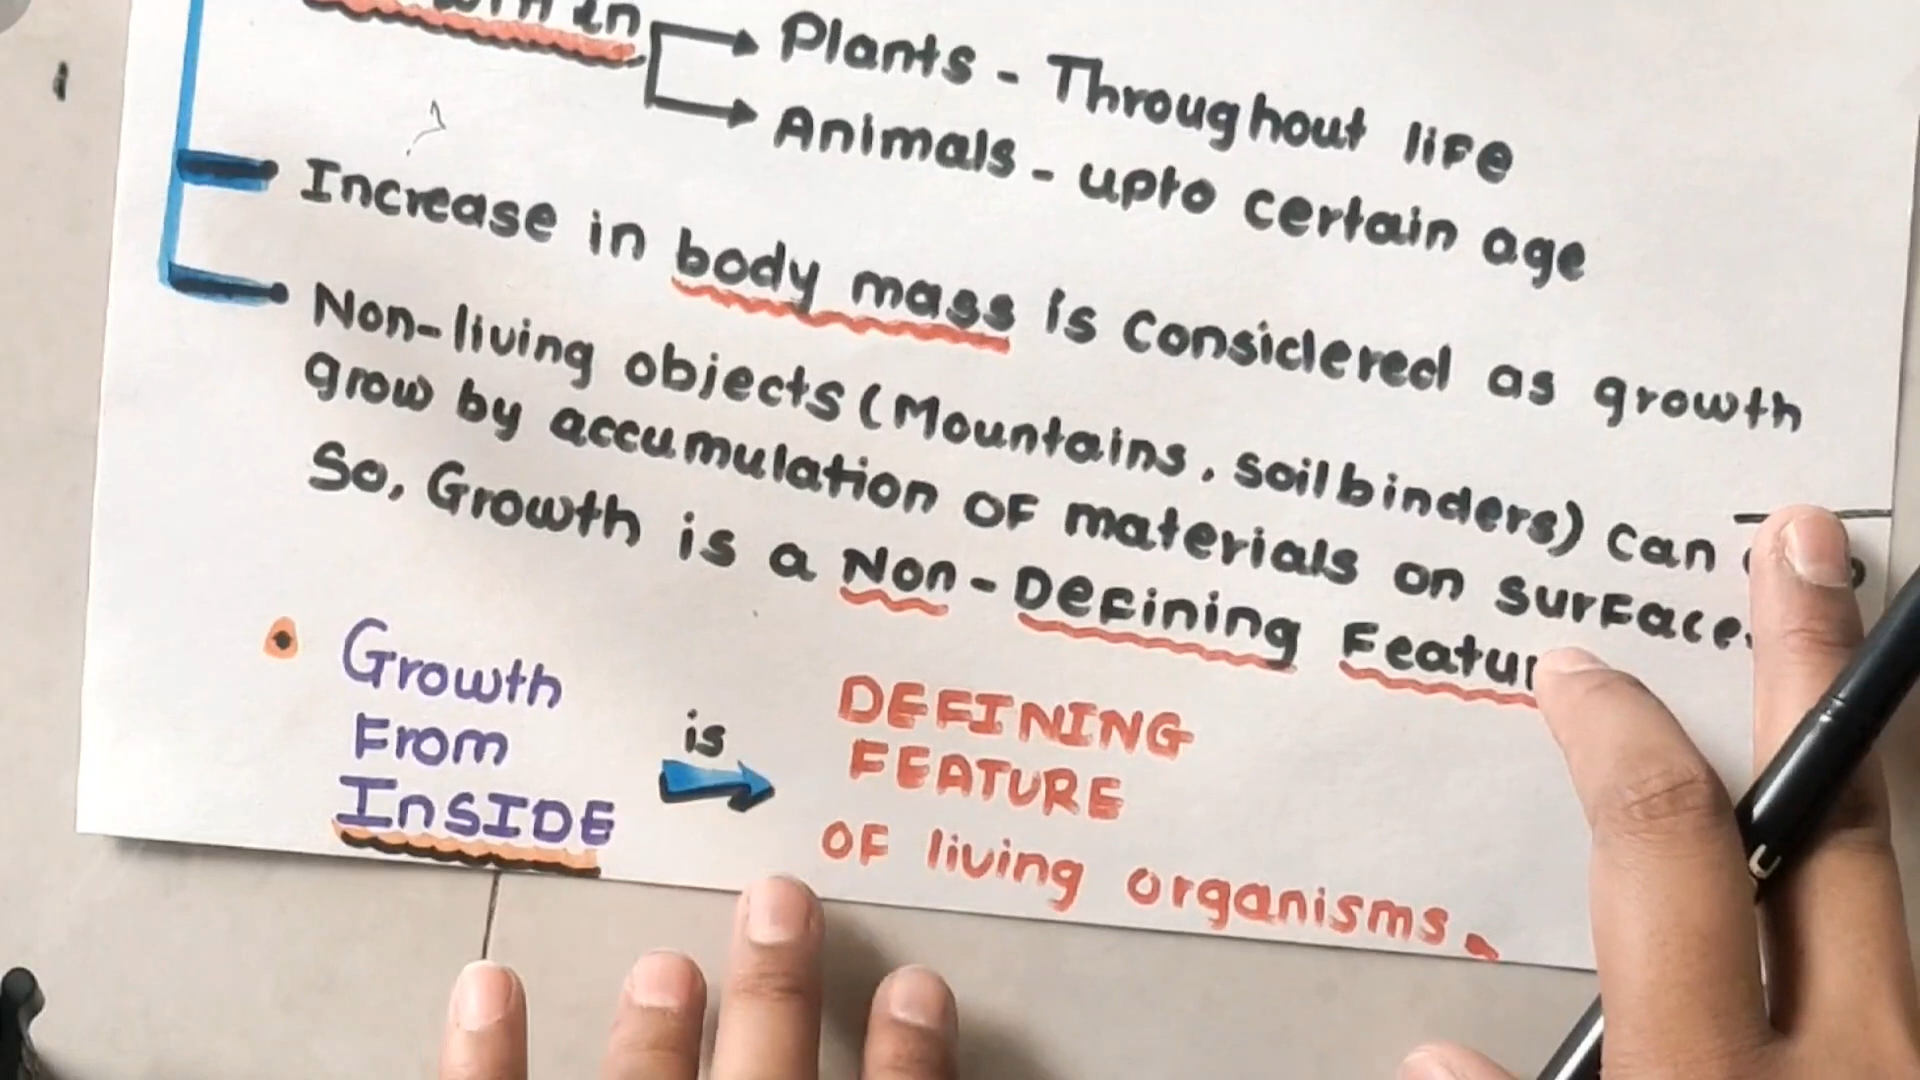 in
Plants - Throughout life
Animals - upto certain age
Increase in body mass is considered as growth
Non-living objects (Mountains, soilbinders) can
grow by accumulation of materials on surface.
So, Growth is a Non-Defining
Growth
From
InSIDE
is
DEFINING
FEATURE
OF living organisms.